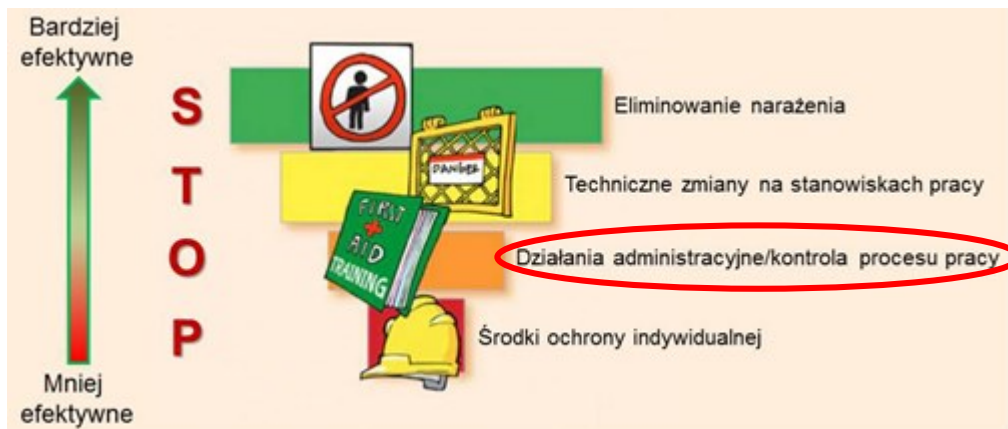 Bardziej
efektywne
S
Eliminowanie narażenia
DANGER
T
Techniczne zmiany na stanowiskach pracy
FIRST
AID
TRAINING
O
Działania administracyjne/kontrola procesu pracy
P
Środki ochrony indywidualnej
Mniej
efektywne